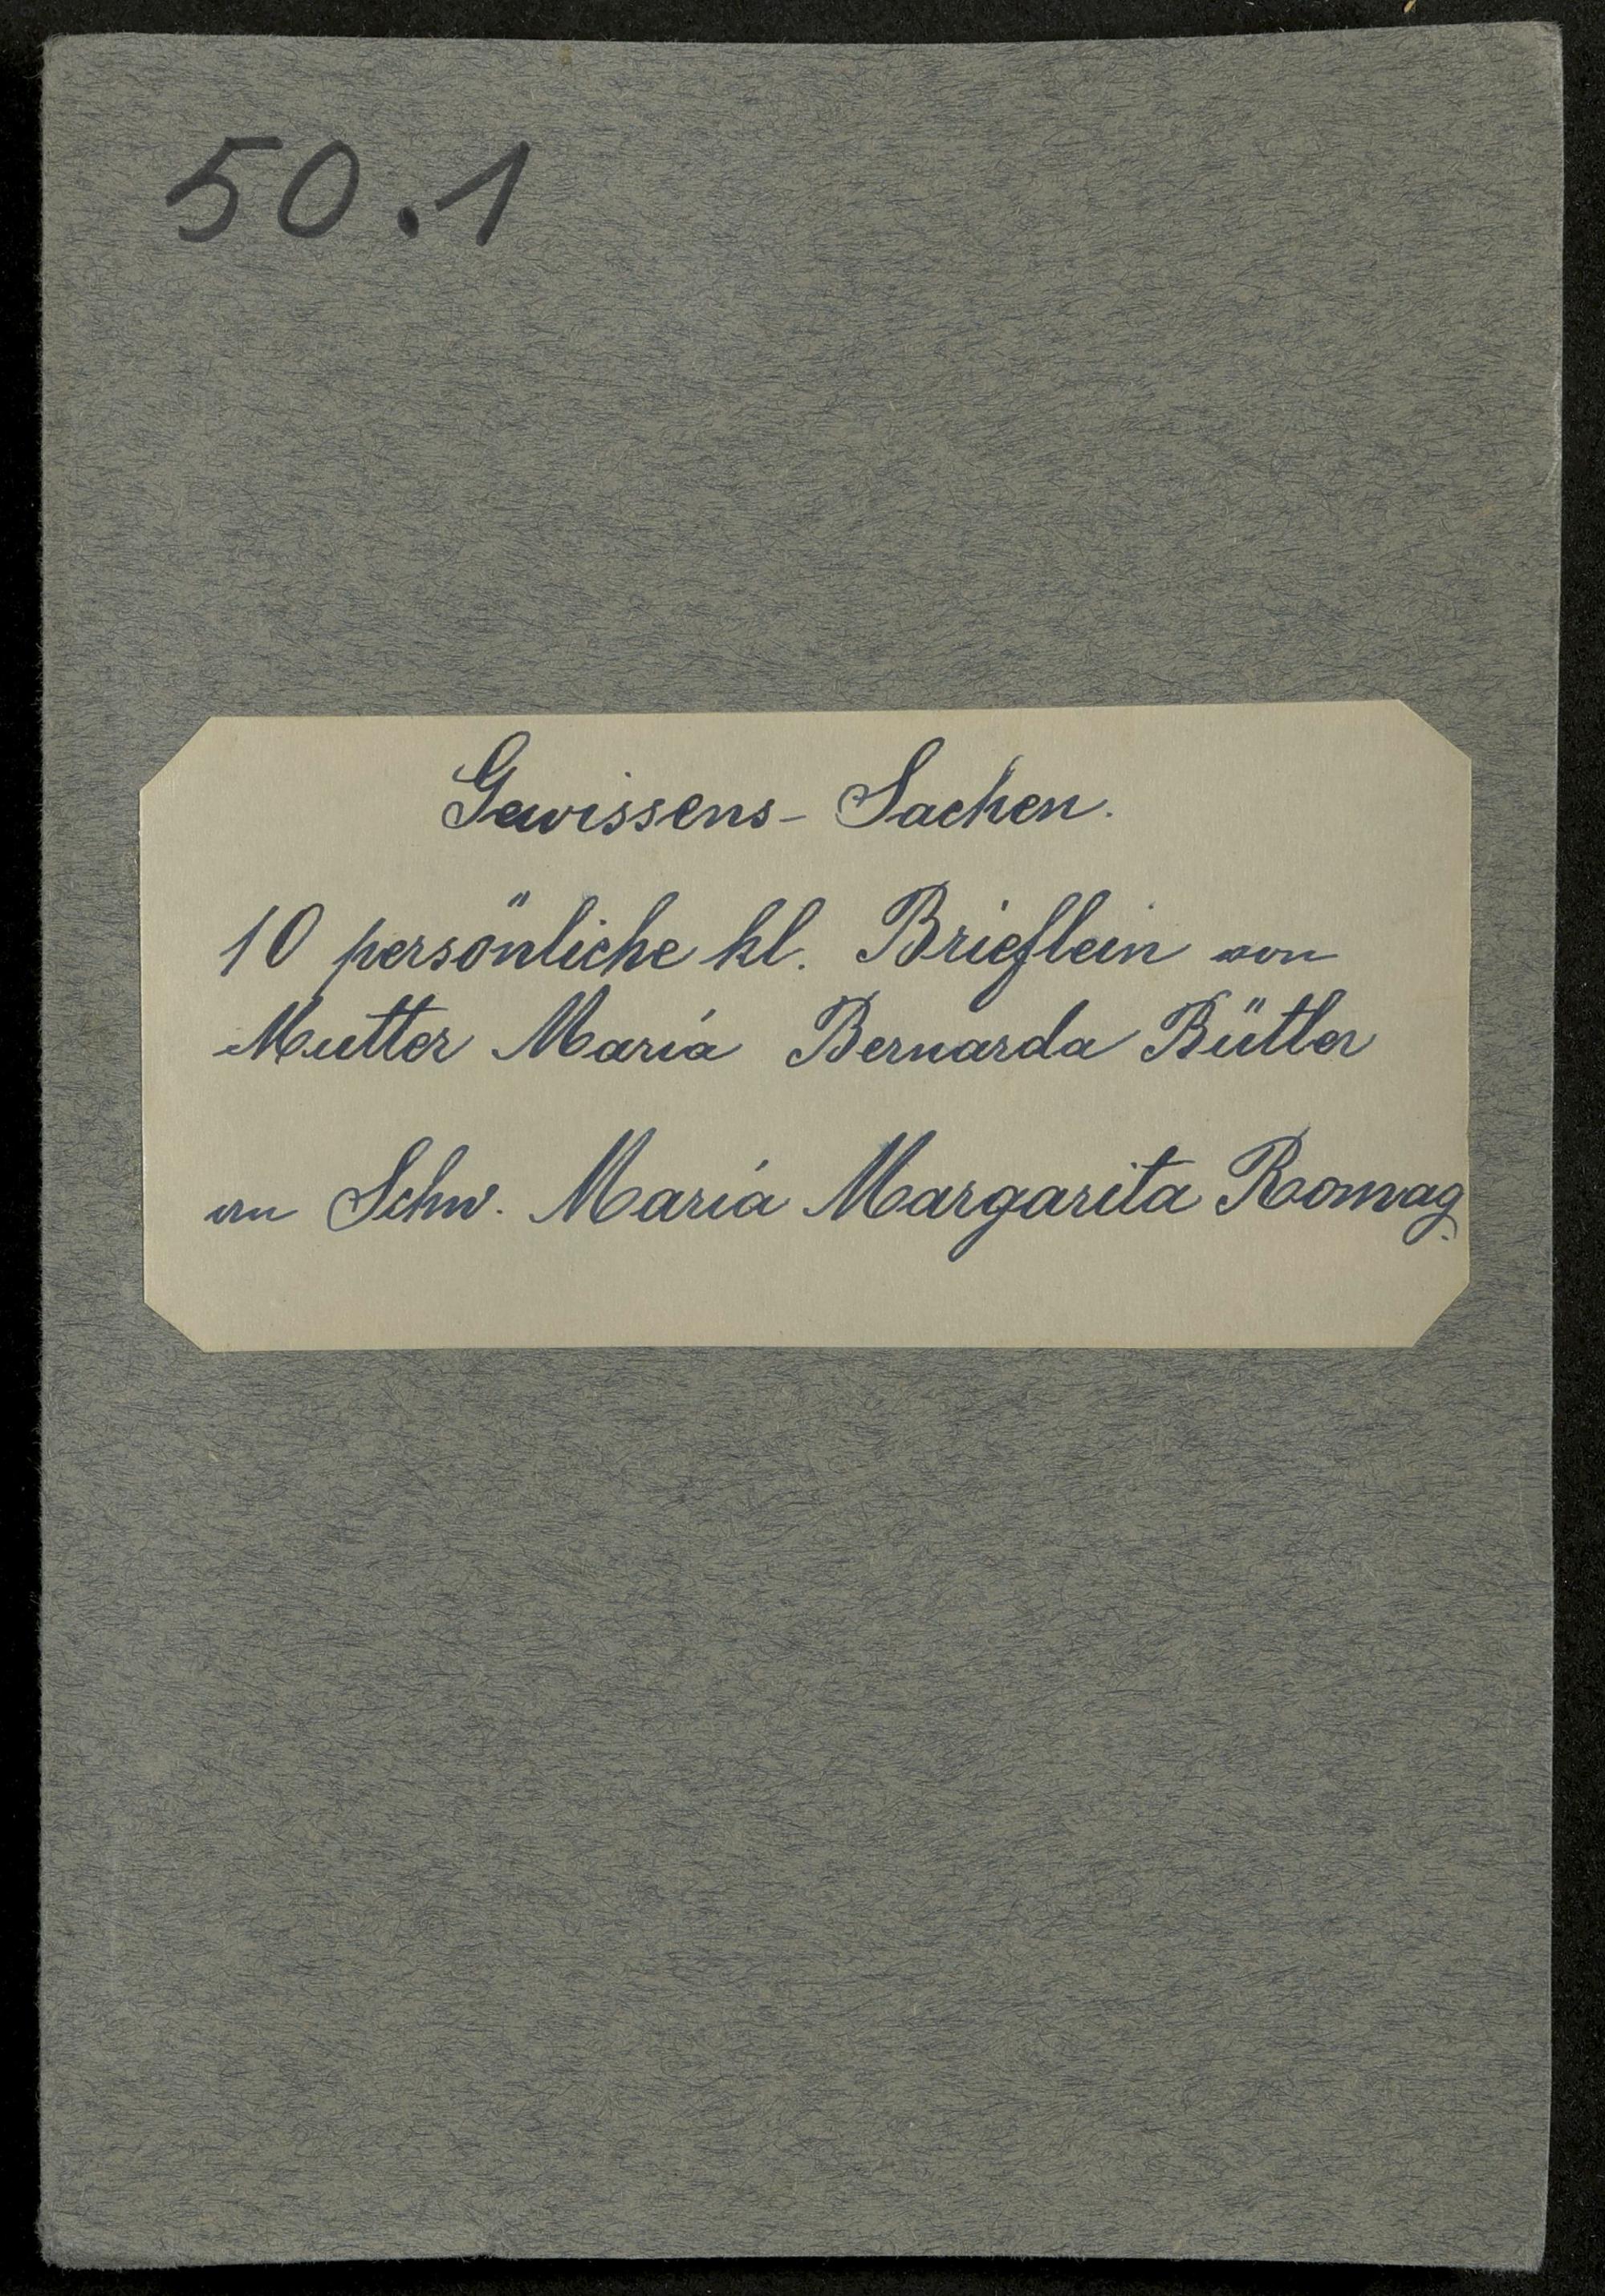 50.1
Gewissens- Sachen.
10 persönliche kl. Brieflein von
Mutter Maria Bernarda Bütler
an Schw. Maria Margarita Romag.